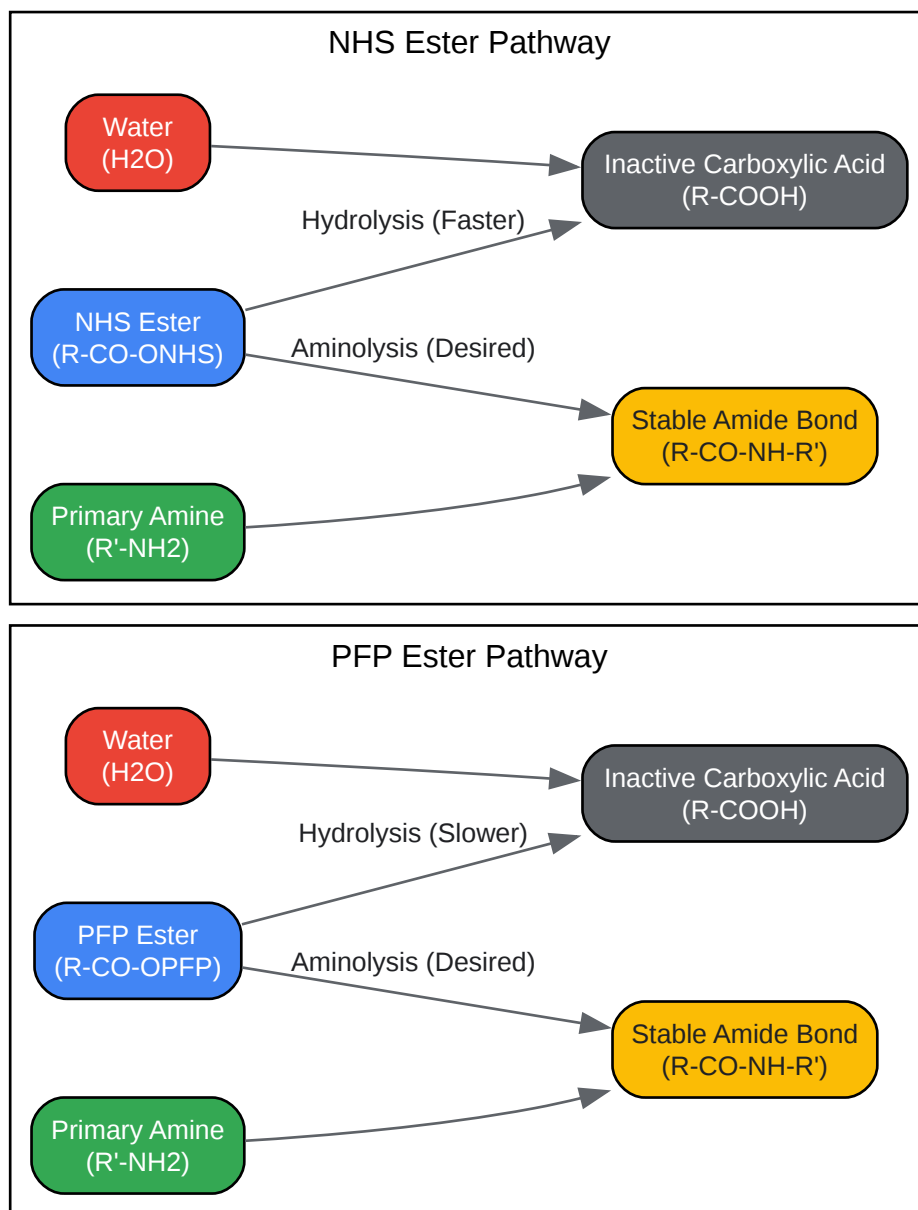 NHS Ester Pathway
Water
(H2O)
Inactive Carboxylic Acid
(R-COOH)
Hydrolysis (Faster)
NHS Ester
(R-CO-ONHS)
Aminolysis (Desired)
Stable Amide Bond
(R-CO-NH-R')
Primary Amine
(R'-NH2)
PFP Ester Pathway
Water
(H2O)
Inactive Carboxylic Acid
(R-COOH)
Hydrolysis (Slower)
PFP Ester
(R-CO-OPFP)
Aminolysis (Desired)
Stable Amide Bond
(R-CO-NH-R')
Primary Amine
(R'-NH2)